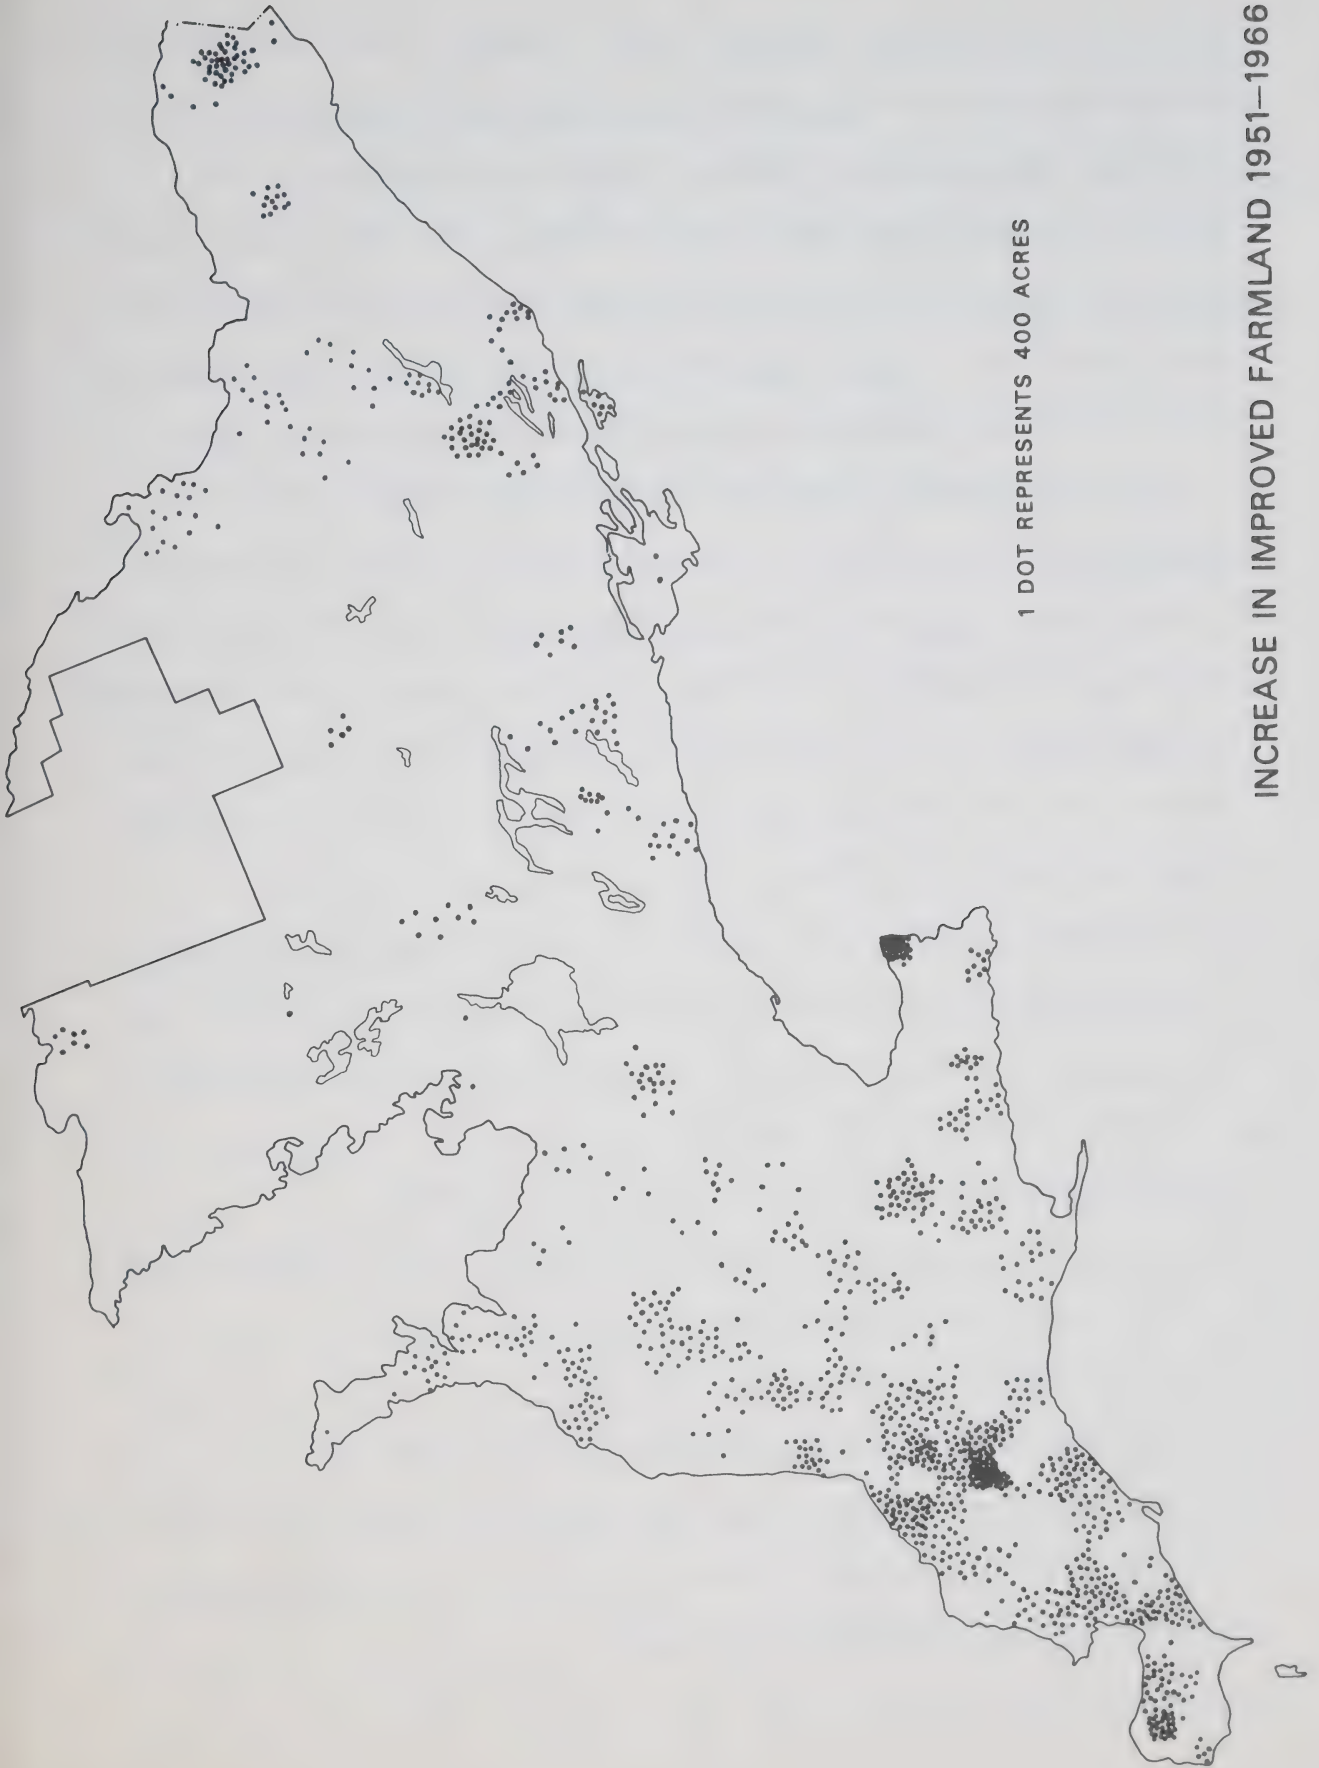 1 DOT REPRESENTS 400 ACRES
INCREASE IN IMPROVED FARMLAND 1951–1966